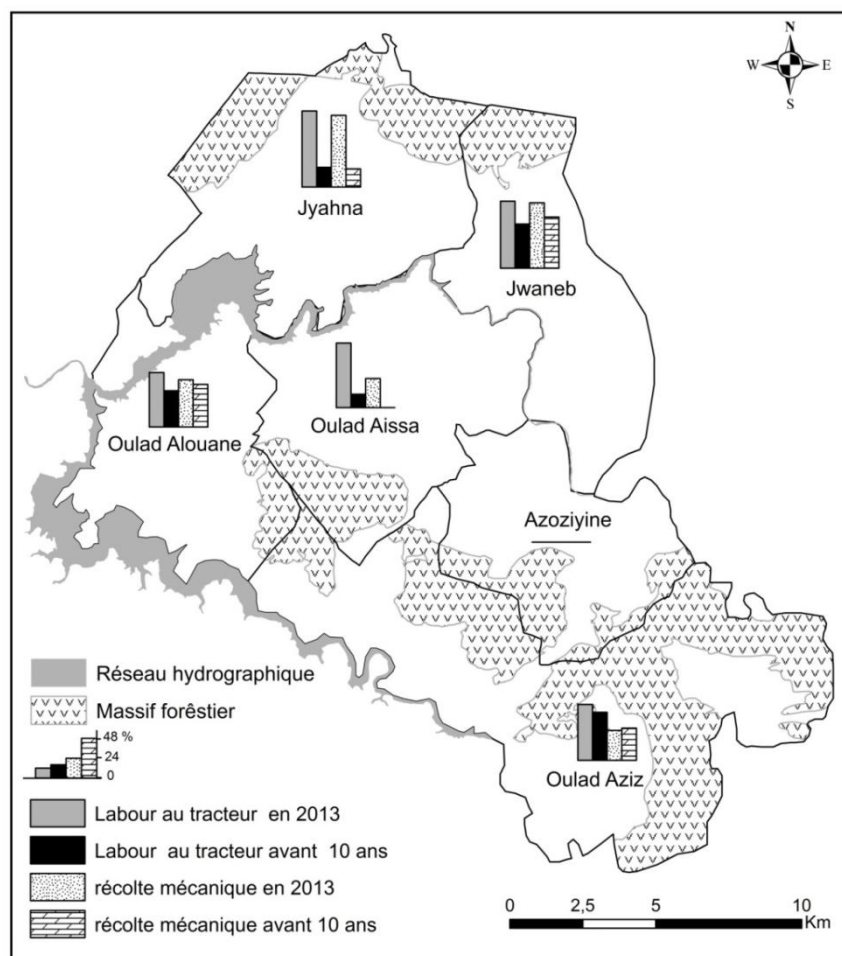 N
W E
S
Jyahna
Jwaneb
Oulad Aissa
Oulad Alouane
Azoziyine
Oulad Aziz
Réseau hydrographique
Massif forêstier
48 %
24
0
Labour au tracteur en 2013
Labour au tracteur avant 10 ans
récolte mécanique en 2013
récolte mécanique avant 10 ans
0 2,5 5 10
Km